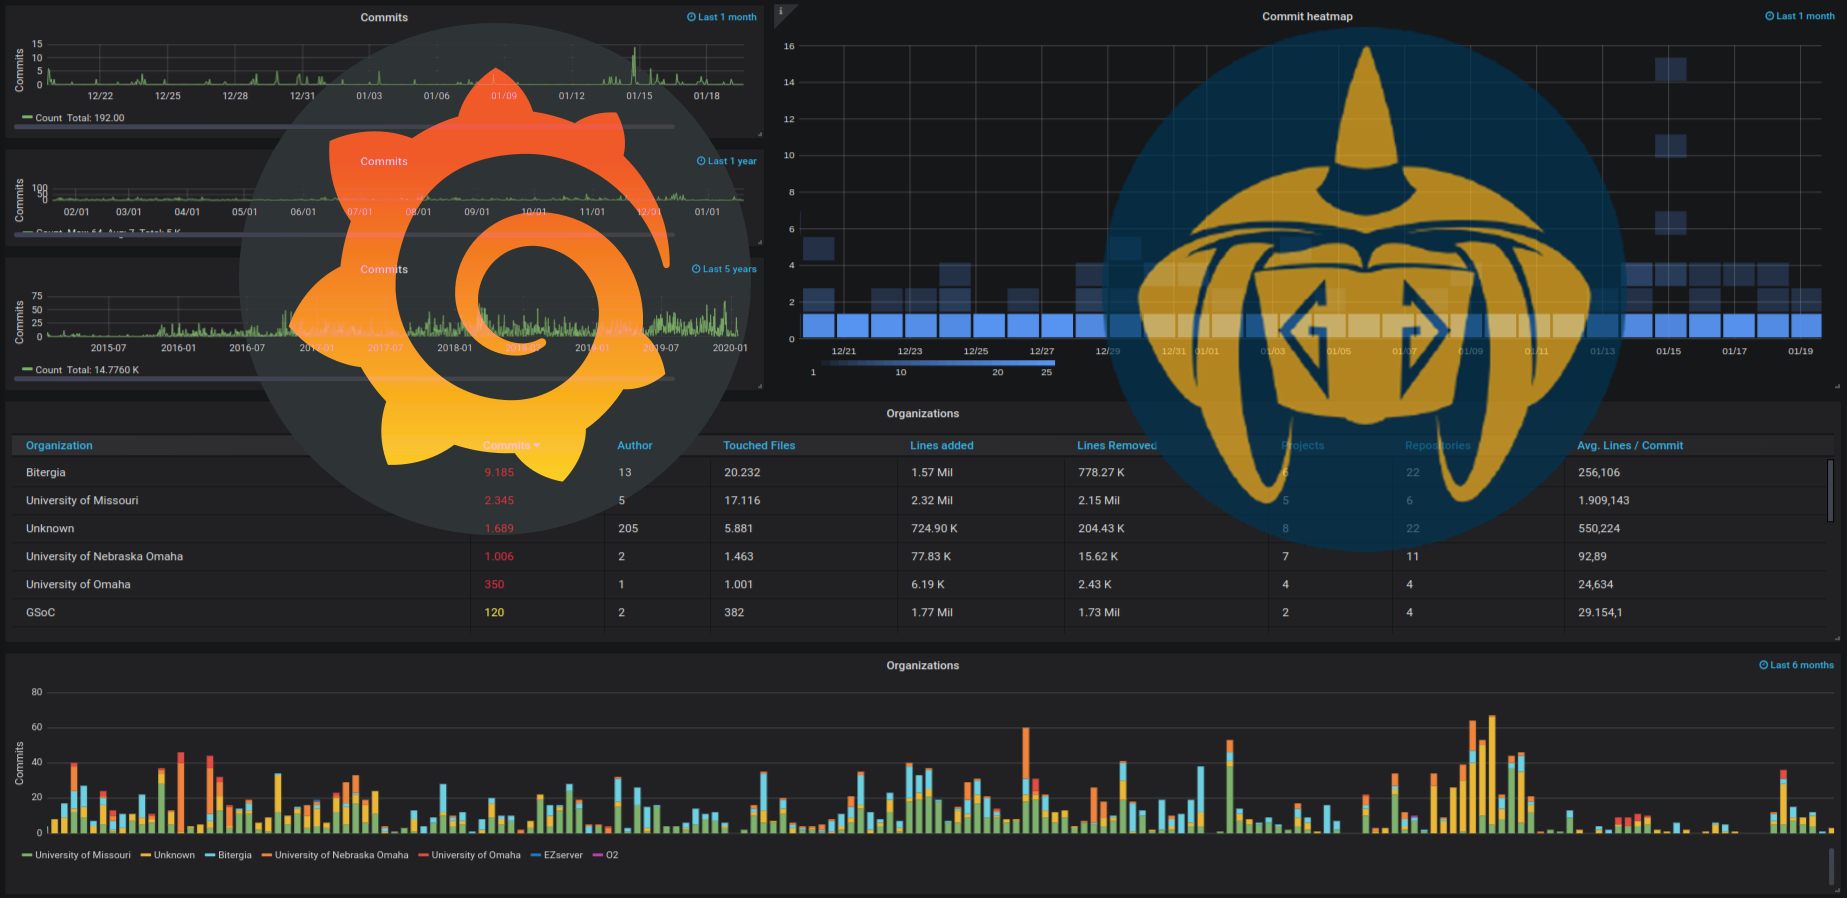 Commits
Last 1 month
Commits
15
10
5
0
12/22 12/25 12/28 12/31 01/03 01/06 01/09 01/12 01/15 01/18
Count Total: 192.00
Commits
Last 1 year
Commits
100
50
0
02/01 03/01 04/01 05/01 06/01 07/01 08/01 09/01 10/01 11/01 12/01 01/01
Count Max: 64 Avg: 7 Total: 5 K
Commits
Last 5 years
Commits
75
50
25
0
2015-07 2016-01 2016-07 2017-01 2017-07 2018-01 2018-07 2019-01 2019-07 2020-01
Count Total: 14.7760 K
i
Commit heatmap
Last 1 month
16
14
12
10
8
6
4
2
0
12/21 12/23 12/25 12/27 12/29 12/31 01/01 01/03 01/05 01/07 01/09 01/11 01/13 01/15 01/17 01/19
1 10 20 25
Organizations
Organization Commits Author Touched Files Lines added Lines Removed Projects Repositories Avg. Lines / Commit
Bitergia 9.185 13 20.232 1.57 Mil 778.27 K 6 22 256,106
University of Missouri 2.345 5 17.116 2.32 Mil 2.15 Mil 5 6 1.909,143
Unknown 1.689 205 5.881 724.90 K 204.43 K 8 22 550,224
University of Nebraska Omaha 1.006 2 1.463 77.83 K 15.62 K 7 11 92,89
University of Omaha 350 1 1.001 6.19 K 2.43 K 4 4 24,634
GSoC 120 2 382 1.77 Mil 1.73 Mil 2 4 29.154,1
Organizations
Last 6 months
Commits
80
60
40
20
0
University of Missouri Unknown Bitergia University of Nebraska Omaha University of Omaha EZserver O2